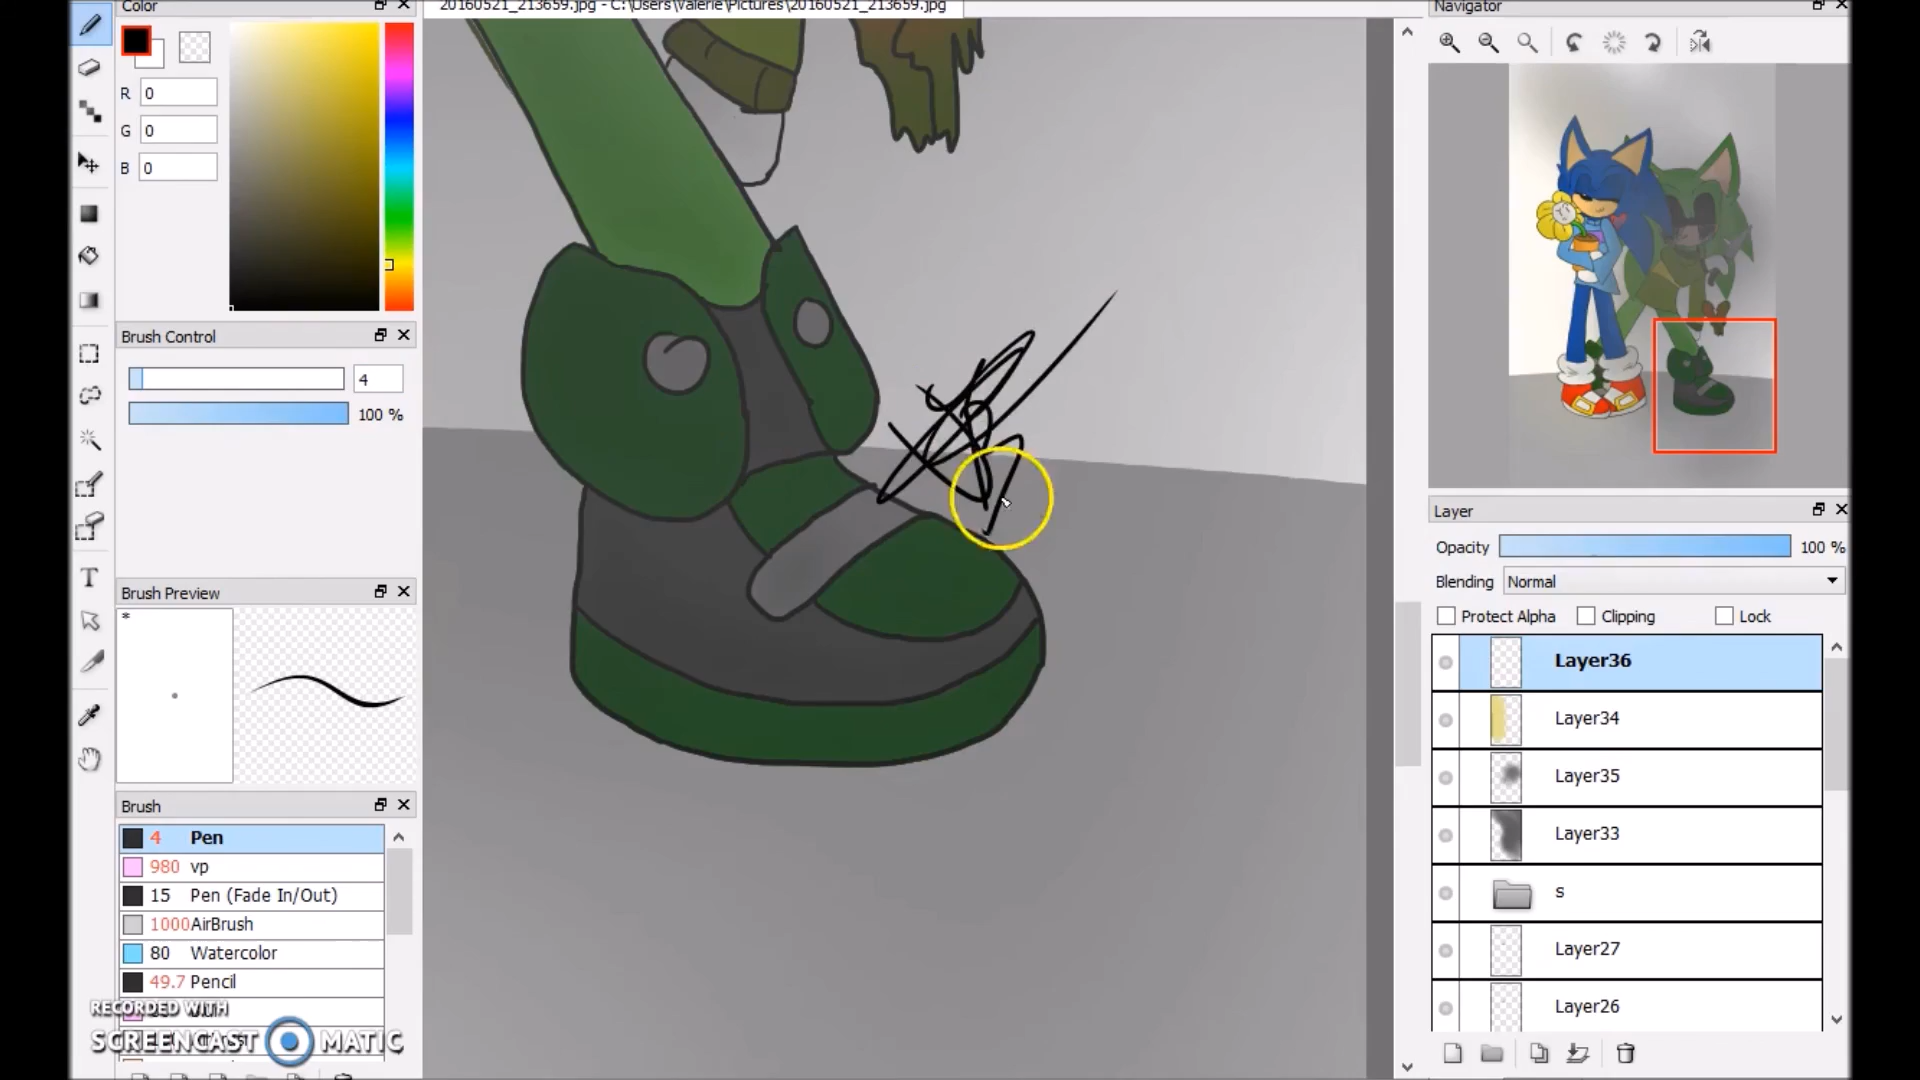 Color
20160521_213659.jpg - C:\Users\Valerie\Pictures\20160521_213659.jpg
Navigator
R 0
G 0
B 0
Brush Control
4
100 %
Brush Preview
*
Brush
4 Pen
980 vp
15 Pen (Fade In/Out)
1000 AirBrush
80 Watercolor
49.7 Pencil
RECORDED WITH
SCREENCAST MATIC
T
Layer
Opacity 100 %
Blending Normal
Protect Alpha Clipping Lock
Layer36
Layer34
Layer35
Layer33
s
Layer27
Layer26